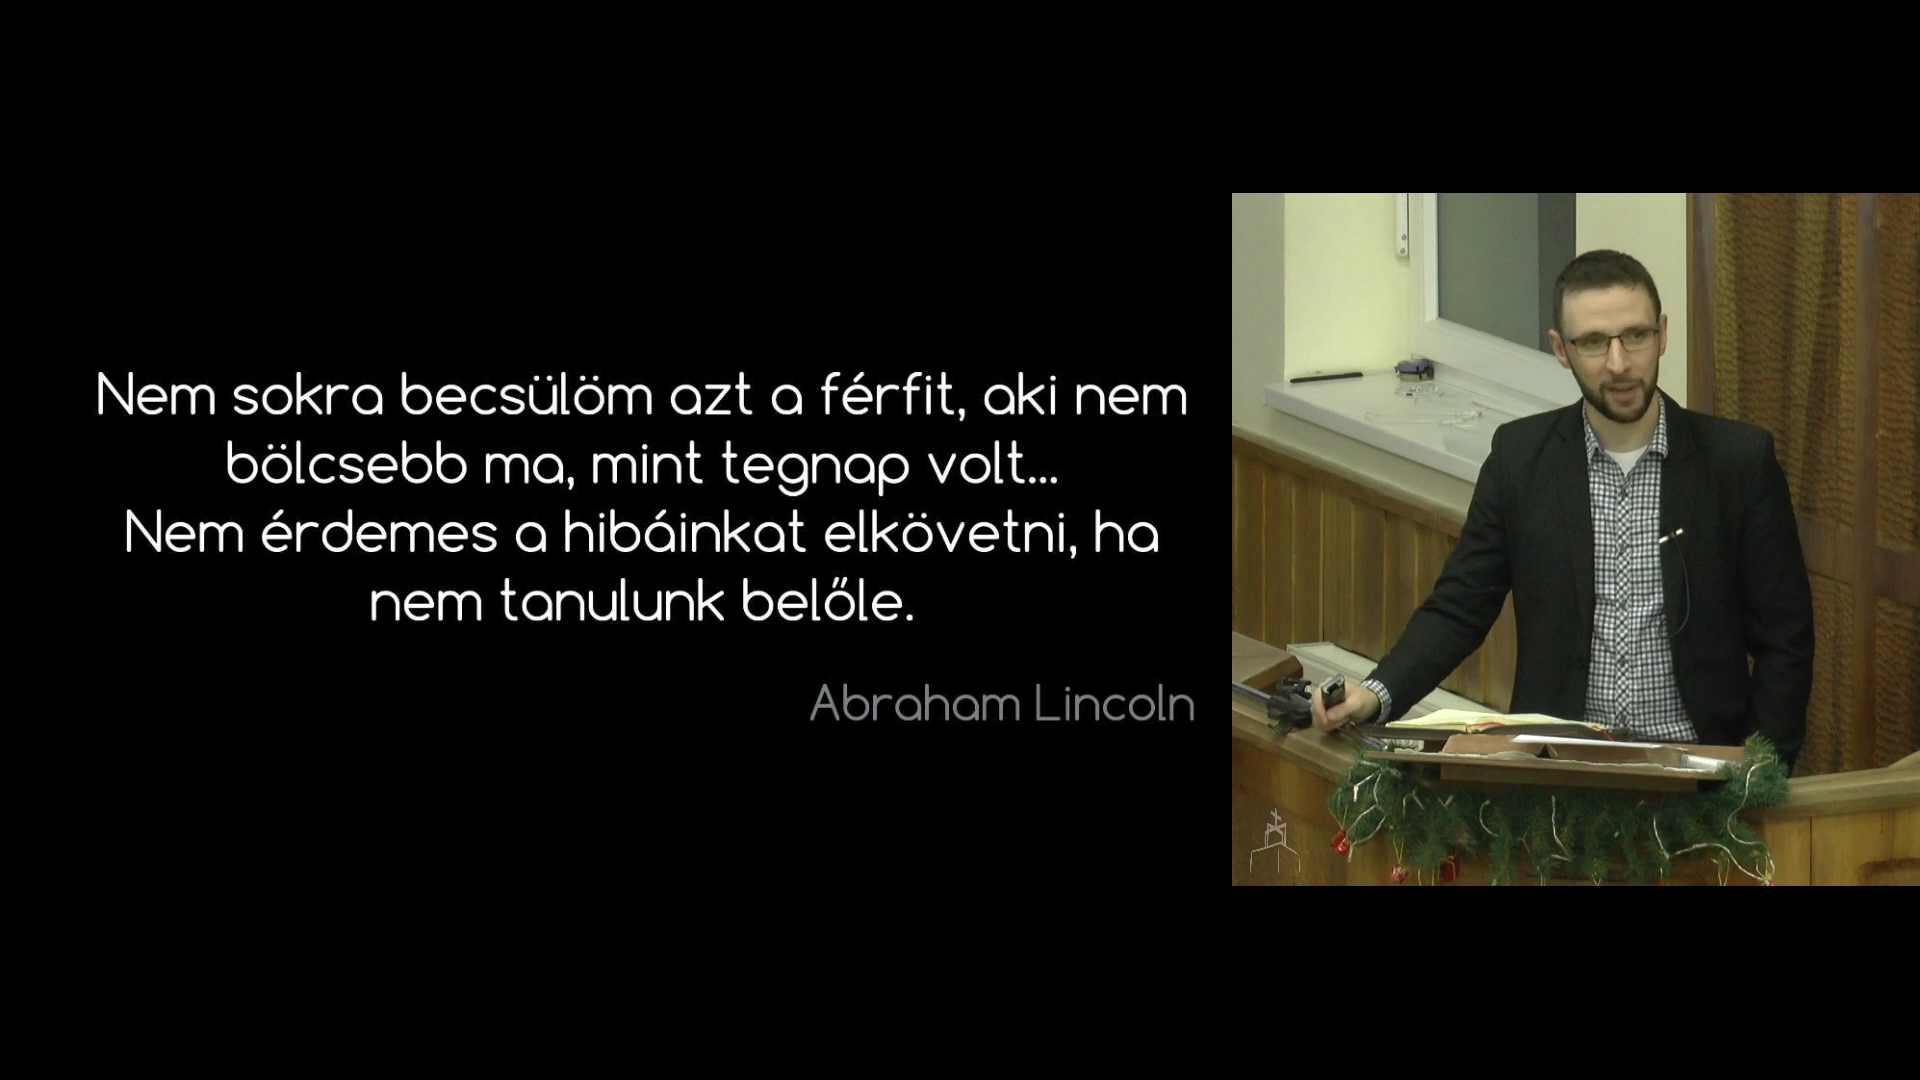 Nem sokra becsülöm azt a férfit, aki nem
bölcsebb ma, mint tegnap volt...
Nem érdemes a hibáinkat elkövetni, ha
nem tanulunk belőle.
Abraham Lincoln